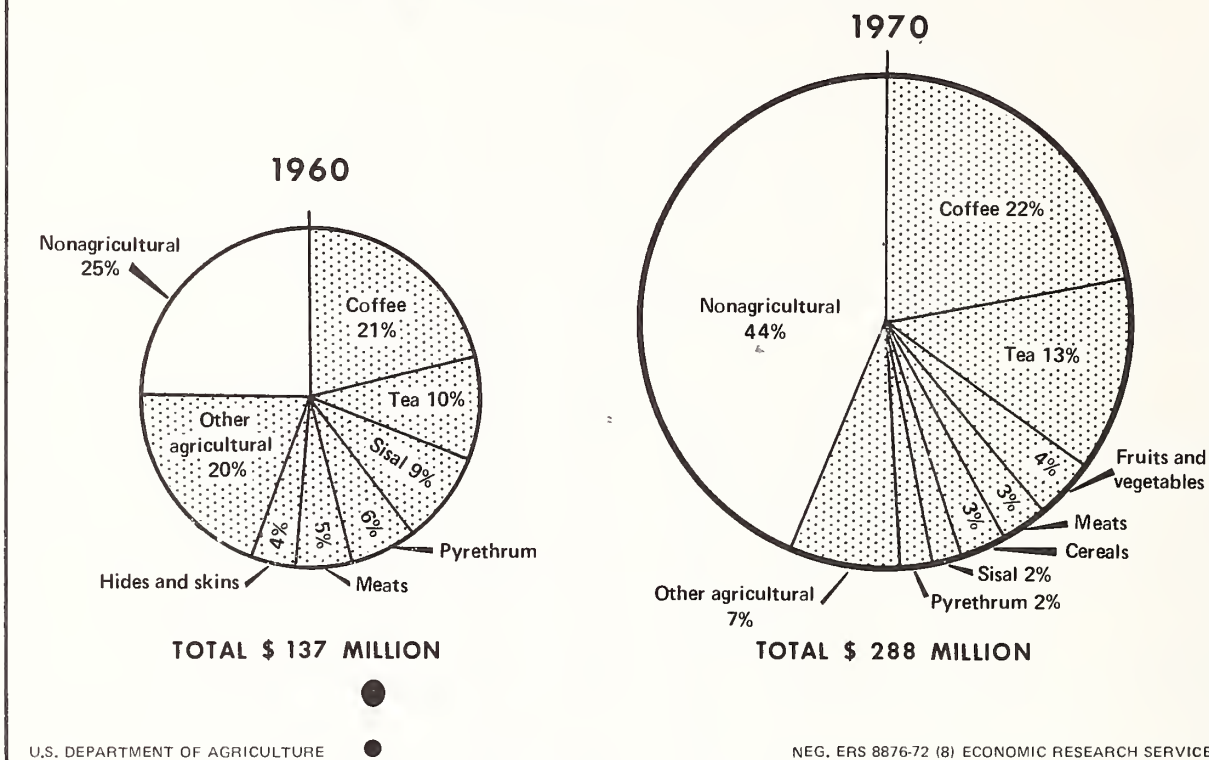 1960
Nonagricultural
25%
Coffee
21%
Tea 10%
Sisal 9%
6%
Pyrethrum
5%
Meats
4%
Hides and skins
Other
agricultural
20%
TOTAL $ 137 MILLION
1970
Coffee 22%
Tea 13%
4%
Fruits and
vegetables
3%
Meats
3%
Cereals
Sisal 2%
Pyrethrum 2%
Other agricultural
7%
Nonagricultural
44%
TOTAL $ 288 MILLION
U.S. DEPARTMENT OF AGRICULTURE
NEG. ERS 8876-72 (8) ECONOMIC RESEARCH SERVICE